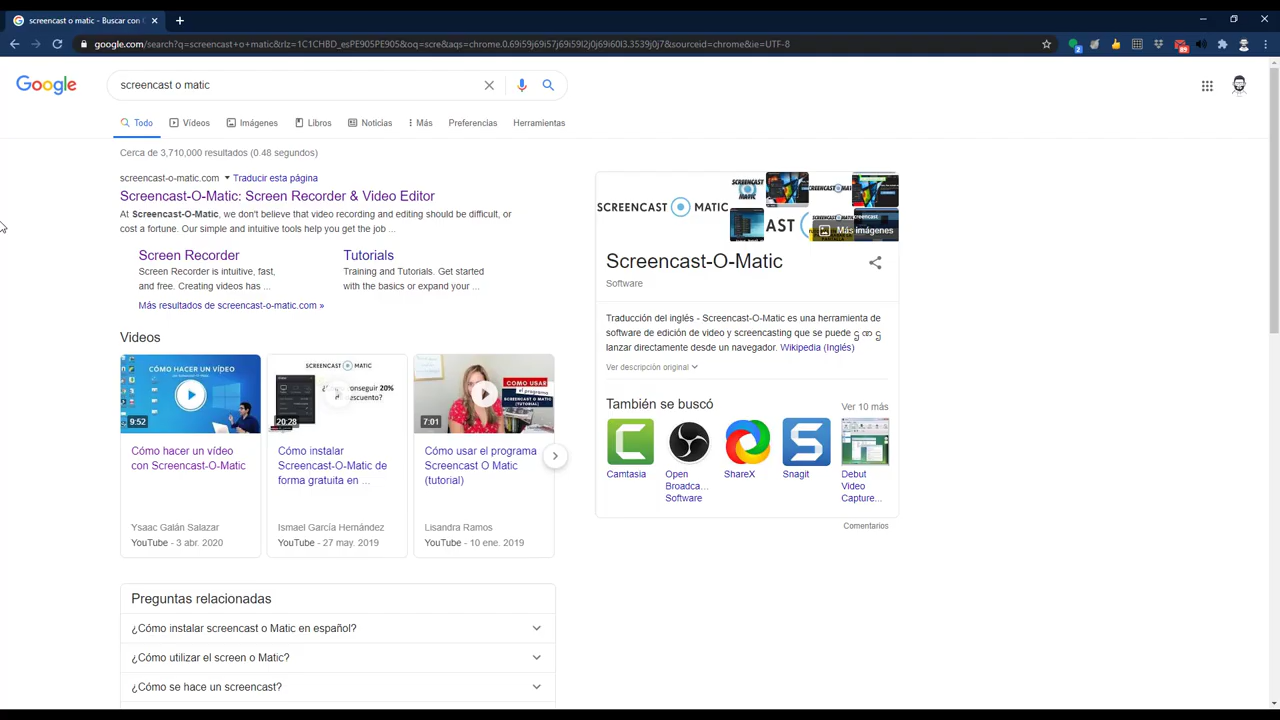 screencast o matic - Buscar con G
google.com/search?q=screencast+o+matic&rlz=1C1CHBD_esPE905PE905&oq=scre&aqs=chrome.0.69i59j69i57j69i59l2j0j69i60l3.3539j0j7&sourceid=chrome&ie=UTF-8
2
89
Google
screencast o matic
Todo Vídeos Imágenes Libros Noticias Más Preferencias Herramientas
Cerca de 3,710,000 resultados (0.48 segundos)
screencast-o-matic.com Traducir esta página
Screencast-O-Matic: Screen Recorder & Video Editor
At Screencast-O-Matic, we don't believe that video recording and editing should be difficult, or
cost a fortune. Our simple and intuitive tools help you get the job ...
Screen Recorder
Screen Recorder is intuitive, fast,
and free. Creating videos has ...
Tutorials
Training and Tutorials. Get started
with the basics or expand your ...
Más resultados de screencast-o-matic.com »
Videos
CÓMO HACER UN VÍDEO
9:52
Cómo hacer un vídeo
con Screencast-O-Matic
Ysaac Galán Salazar
YouTube - 3 abr. 2020
SCREENCAST MATIC
20:28
Cómo instalar
Screencast-O-Matic de
forma gratuita en ...
Ismael García Hernández
YouTube - 27 may. 2019
COMO USAR
el programa
SCREENCAST O MATIC
(TUTORIAL)
7:01
Cómo usar el programa
Screencast O Matic
(tutorial)
Lisandra Ramos
YouTube - 10 ene. 2019
Preguntas relacionadas
¿Cómo instalar screencast o Matic en español?
¿Cómo utilizar el screen o Matic?
¿Cómo se hace un screencast?
SCREENCAST MATIC
Más imágenes
Screencast-O-Matic
Software
Traducción del inglés - Screencast-O-Matic es una herramienta de
software de edición de video y screencasting que se puede
lanzar directamente desde un navegador. Wikipedia (Inglés)
Ver descripción original
También se buscó
Ver 10 más
Camtasia
Open
Broadca...
Software
ShareX
Snagit
Debut
Video
Capture...
Comentarios